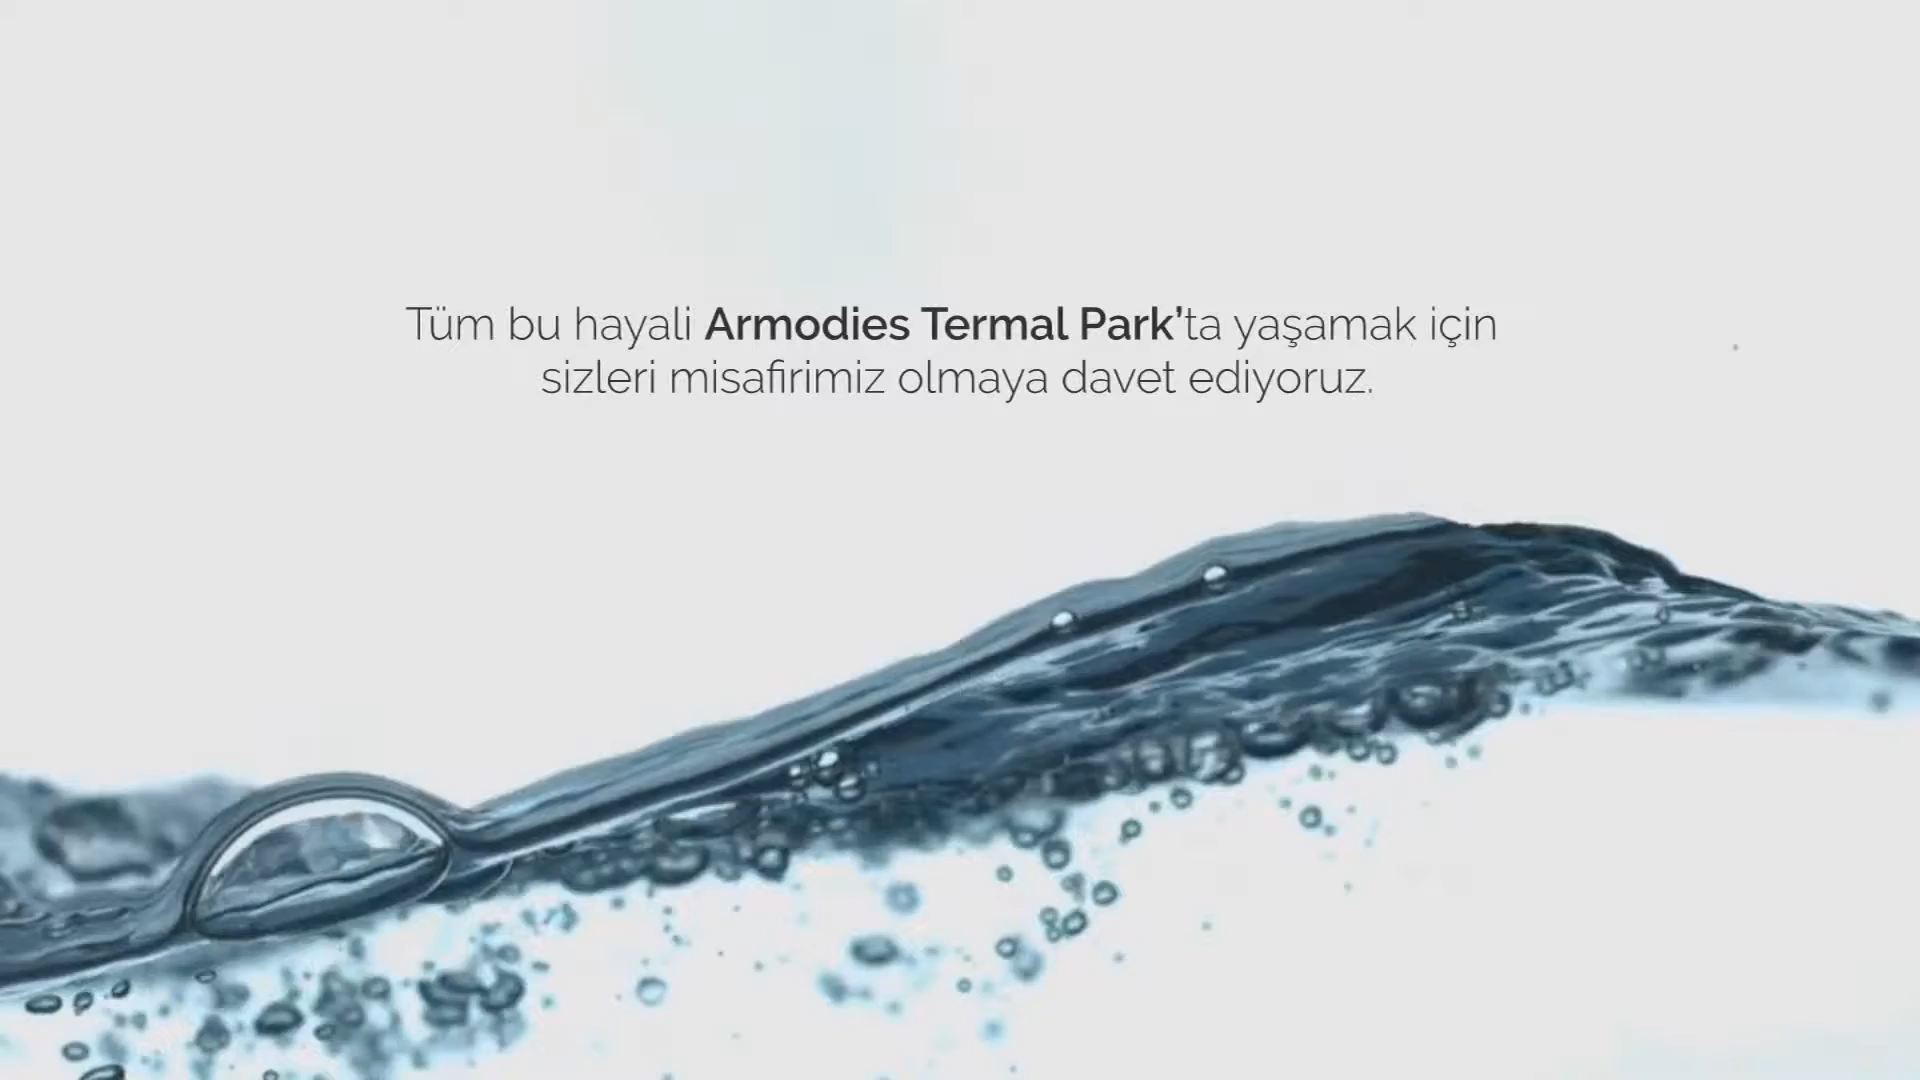 Tüm bu hayali Armodies Termal Park'ta yaşamak için
sizleri misafirimiz olmaya davet ediyoruz.